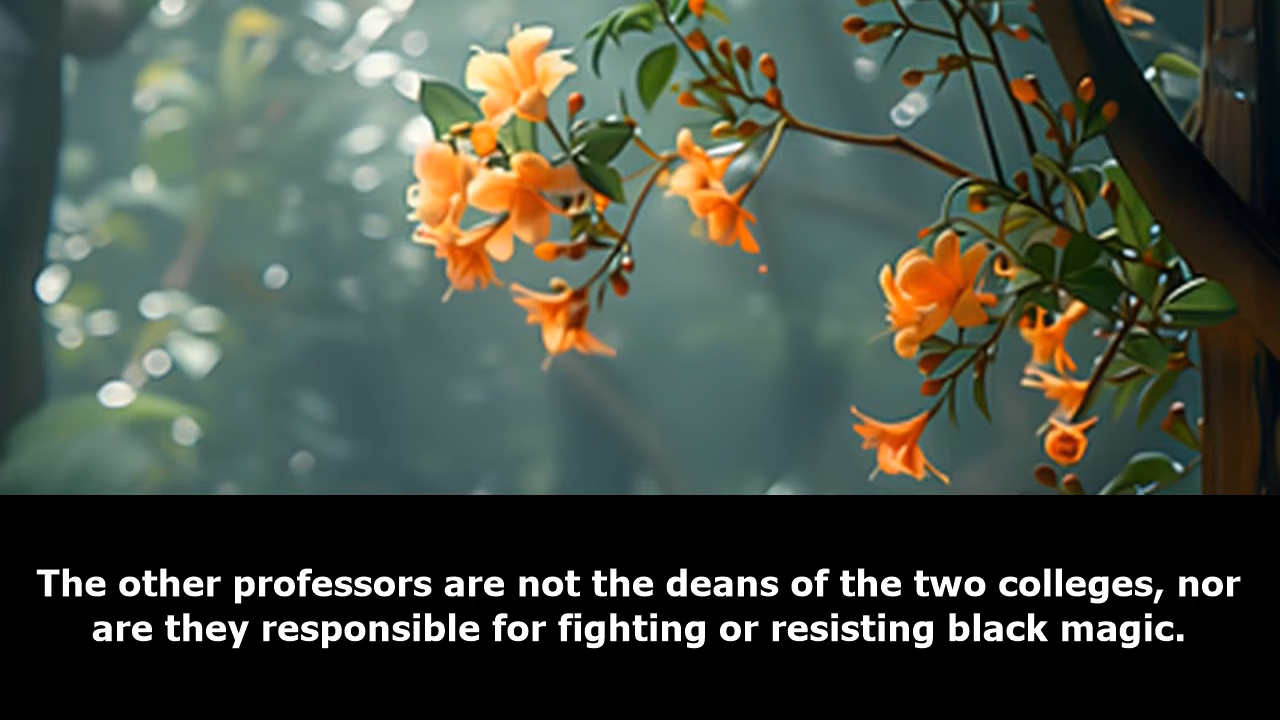 The other professors are not the deans of the two colleges, nor
are they responsible for fighting or resisting black magic.